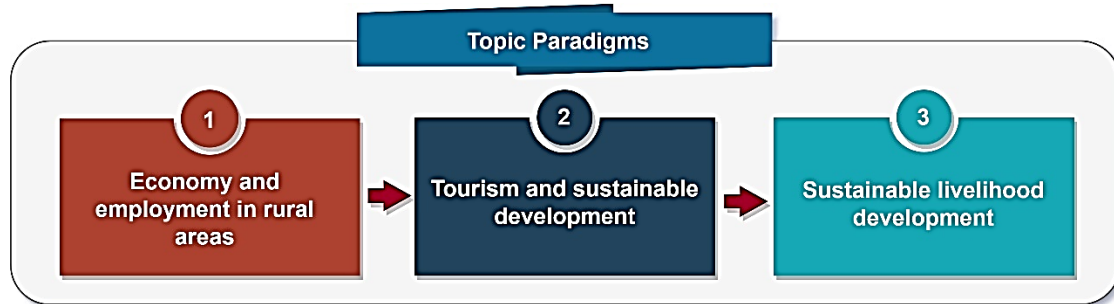 Topic Paradigms
1
Economy and
employment in rural
areas
2
Tourism and sustainable
development
3
Sustainable livelihood
development